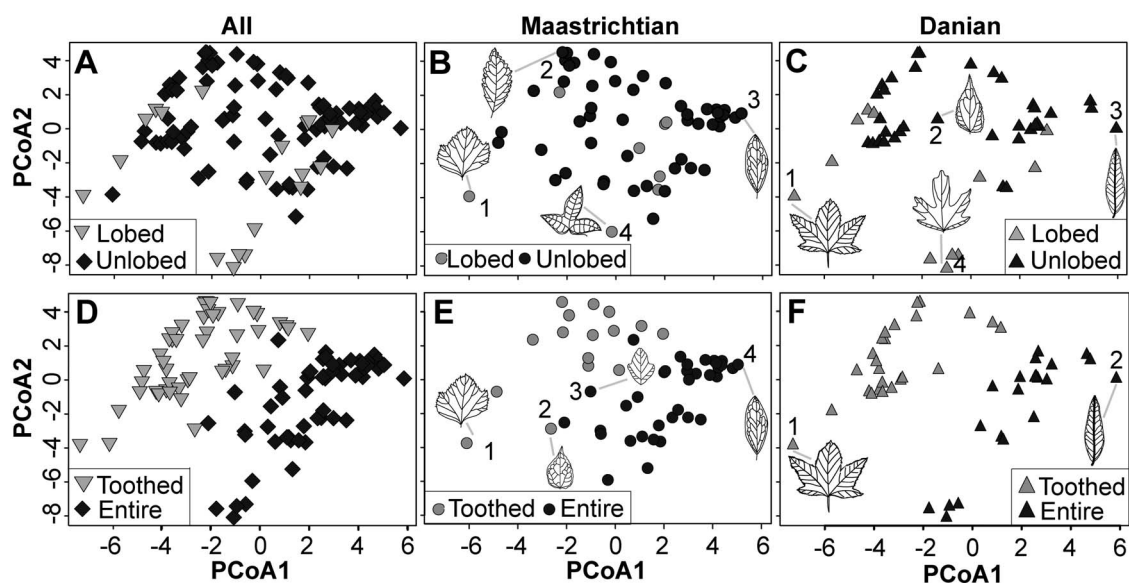 All Maastrichtian Danian
A B C
PCoA2
4
2
0
-2
-4
-6
-8
Lobed
Unlobed
1 2 3 4
Lobed Unlobed
1 2 3 4
Lobed
Unlobed
D E F
PCoA2
4
2
0
-2
-4
-6
-8
Toothed
Entire
1 2 3 4
Toothed Entire
1 2
Toothed
Entire
-6 -4 -2 0 2 4 6
-6 -4 -2 0 2 4 6
-6 -4 -2 0 2 4 6
PCoA1 PCoA1 PCoA1